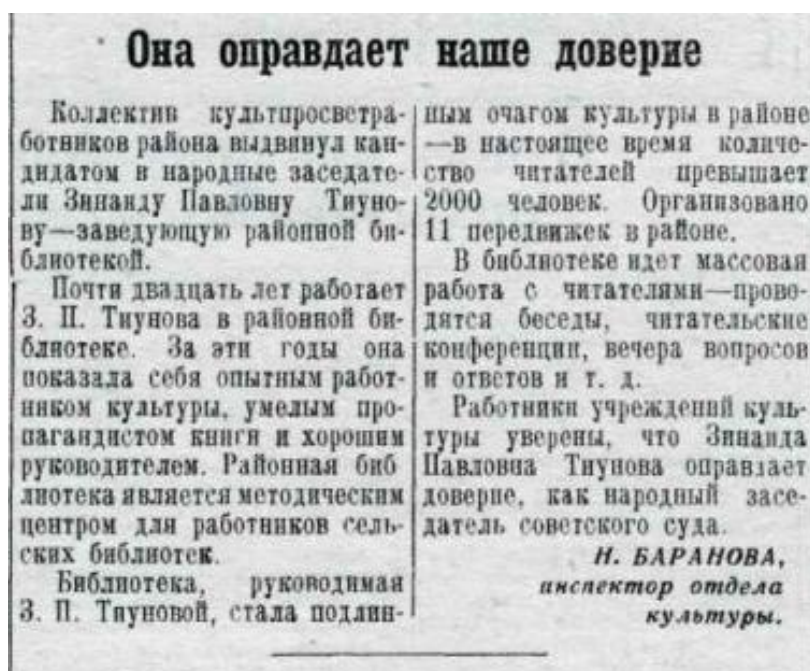 Она оправдает наше доверие
Коллектив культпросветра-
ботников района выдвинул кан-
дидатом в народные заседате-
ли Зинаиду Павловну Тиуно-
ву—заведующую районной би-
блиотекой.
Почти двадцать лет работает
З. П. Тиунова в районной би-
блиотеке. За эти годы она
показала себя опытным работ-
ником культуры, умелым про-
пагандистом книги и хорошим
руководителем. Районная биб
лиотека является методическим
центром для работников сель-
ских библиотек.
Библиотека, руководимая
З. П. Тиуновой, стала подлин-
ным очагом культуры в районе
—в настоящее время количе-
ство читателей превышает
2000 человек. Организовано
11 передвижек в районе.
В библиотеке идет массовая
работа с читателями—прово-
дятся беседы, читательские
конференции, вечера вопросов
и ответов и т. д.
Работники учреждений куль-
туры уверены, что Зинаида
Павловна Тиунова оправдает
доверие, как народный засе-
датель советского суда.
Н. БАРАНОВА,
инспектор отдела
культуры.